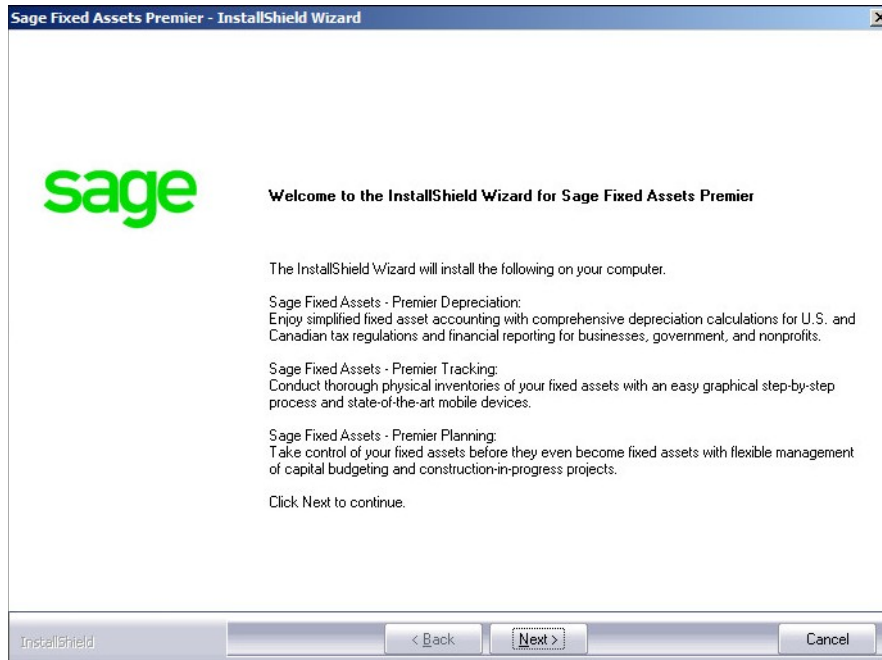 Sage Fixed Assets Premier - InstallShield Wizard
sage
Welcome to the InstallShield Wizard for Sage Fixed Assets Premier
The InstallShield Wizard will install the following on your computer.
Sage Fixed Assets - Premier Depreciation:
Enjoy simplified fixed asset accounting with comprehensive depreciation calculations for U.S. and
Canadian tax regulations and financial reporting for businesses, government, and nonprofits.
Sage Fixed Assets - Premier Tracking:
Conduct thorough physical inventories of your fixed assets with an easy graphical step-by-step
process and state-of-the-art mobile devices.
Sage Fixed Assets - Premier Planning:
Take control of your fixed assets before they even become fixed assets with flexible management
of capital budgeting and construction-in-progress projects.
Click Next to continue.
InstallShield
< Back
Next >
Cancel